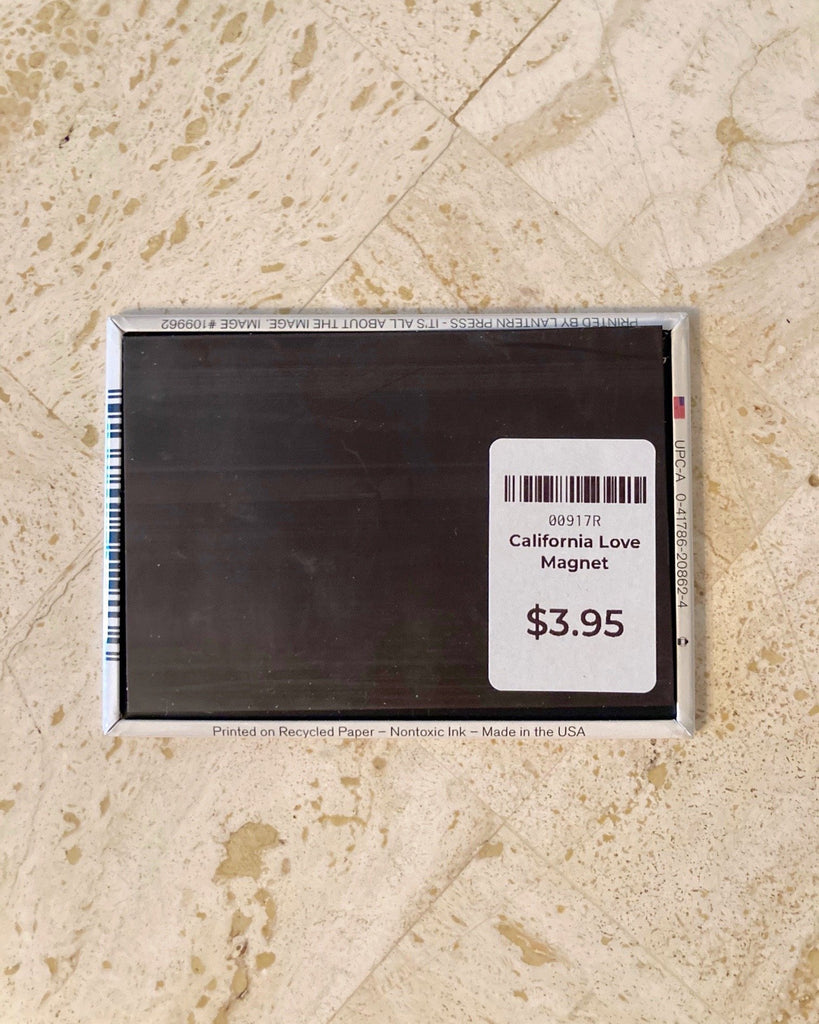 PRINTED BY LANTERN PRESS - IT'S ALL ABOUT THE IMAGE. IMAGE #109962
UPC-A 0-41786-20862-4
00917R
California Love
Magnet
$3.95
Printed on Recycled Paper – Nontoxic Ink – Made in the USA